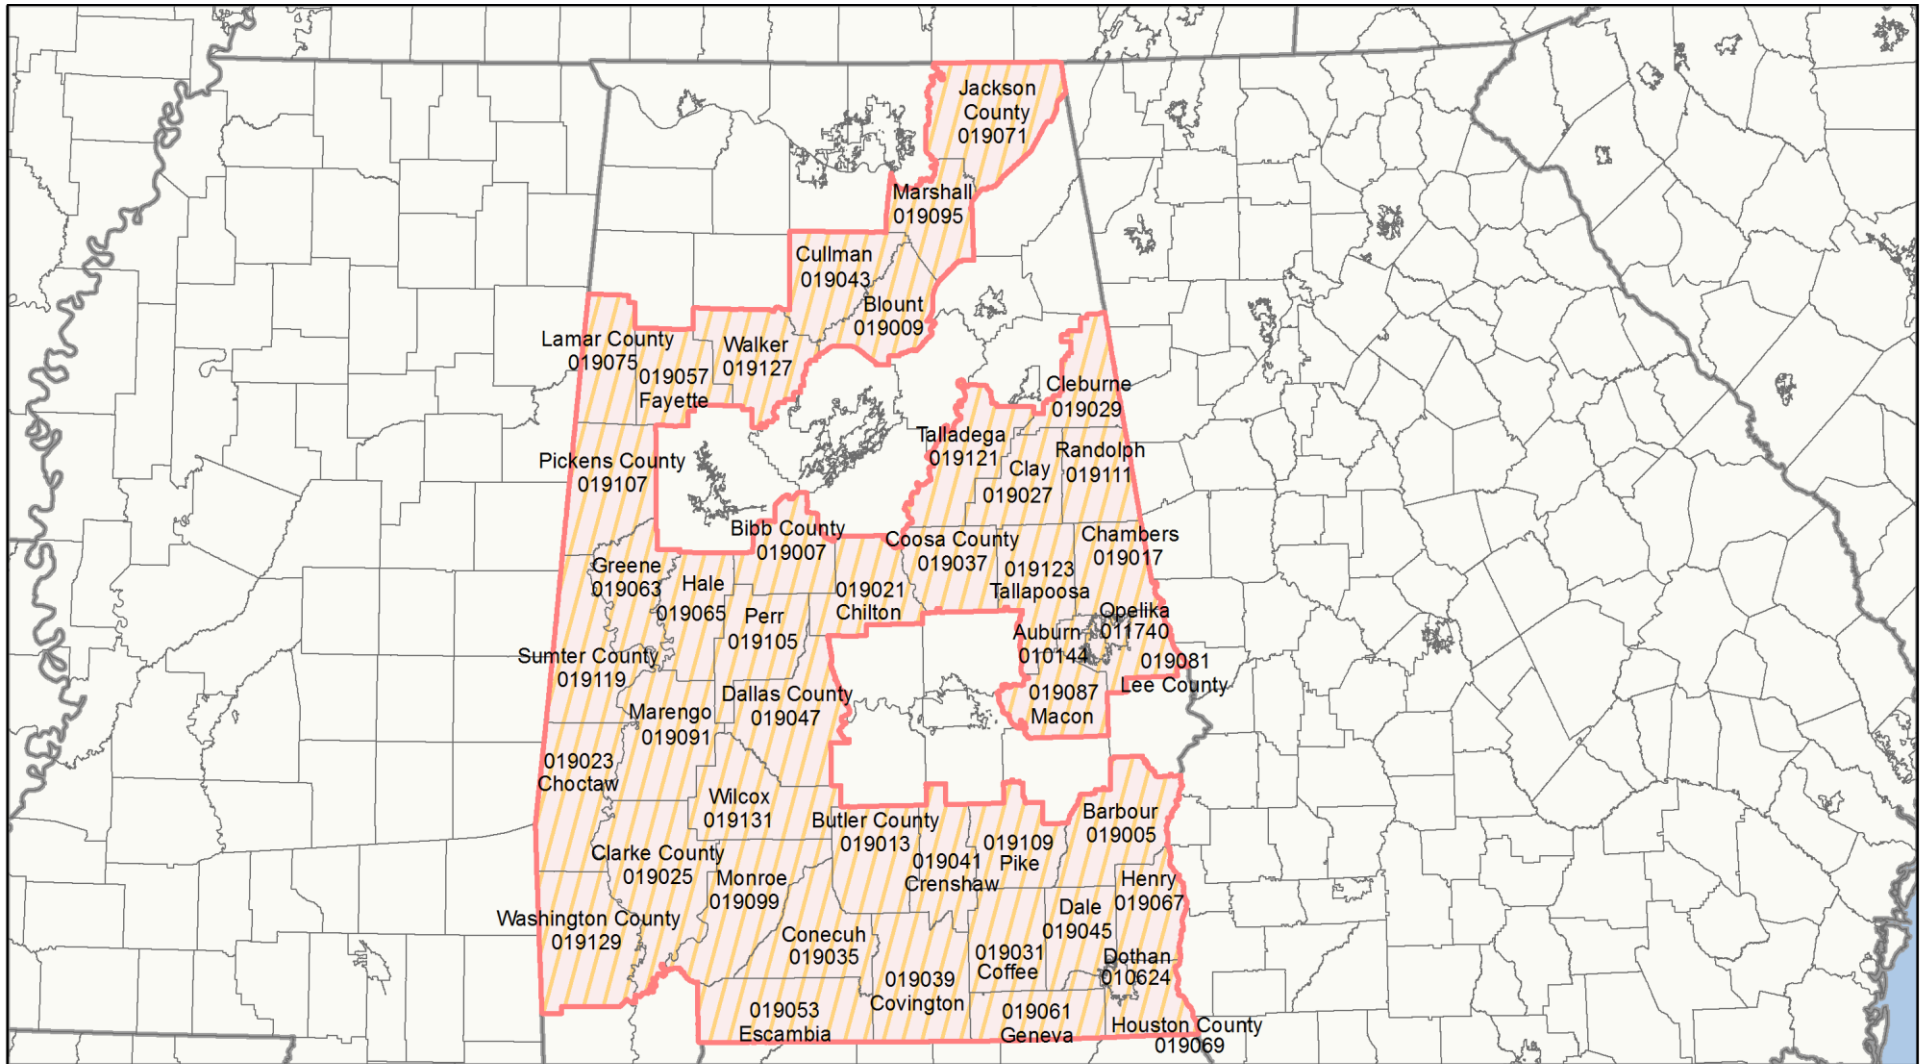 Jackson
County
019071
Marshall
019095
Cullman
019043
Blount
019009
Lamar County
019075
019057
Fayette
Walker
019127
Cleburne
019029
Talladega
019121
Clay
019027
Randolph
019111
Pickens County
019107
Bibb County
019007
Coosa County
019037
Chambers
019017
019123
Tallapoosa
Greene
019063
Hale
019065
019021
Chilton
Perr
019105
Opelika
011740
Auburn
010144
019081
Lee County
Sumter County
019119
Dallas County
019047
019087
Macon
Marengo
019091
019023
Choctaw
Wilcox
019131
Butler County
019013
019109
Pike
Barbour
019005
019041
Crenshaw
Clarke County
019025
Monroe
019099
Henry
019067
Dale
019045
Washington County
019129
Conecuh
019035
019031
Coffee
Dothan
010624
019039
Covington
019053
Escambia
019061
Geneva
Houston County
019069